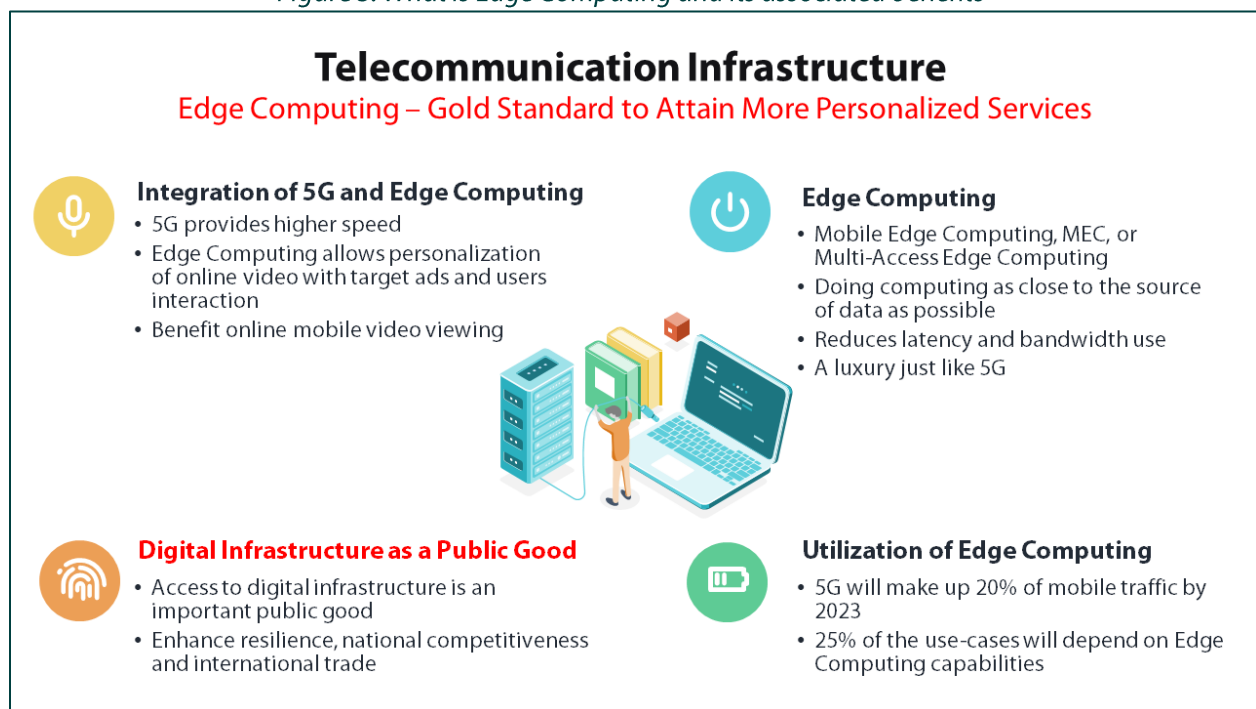 Telecommunication Infrastructure
Edge Computing – Gold Standard to Attain More Personalized Services
Integration of 5G and Edge Computing
• 5G provides higher speed
• Edge Computing allows personalization
of online video with target ads and users
interaction
• Benefit online mobile video viewing
Edge Computing
• Mobile Edge Computing, MEC, or
Multi-Access Edge Computing
• Doing computing as close to the source
of data as possible
• Reduces latency and bandwidth use
• A luxury just like 5G
Digital Infrastructure as a Public Good
• Access to digital infrastructure is an
important public good
• Enhance resilience, national competitiveness
and international trade
Utilization of Edge Computing
• 5G will make up 20% of mobile traffic by
2023
• 25% of the use-cases will depend on Edge
Computing capabilities